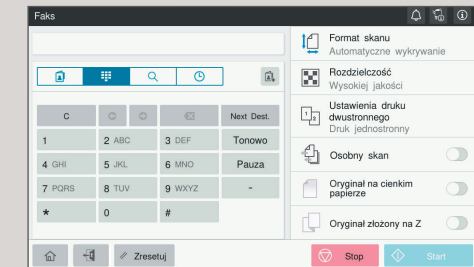 Faks
Format skanu
Automatyczne wykrywanie
Rozdzielczość
Wysokiej jakości
Ustawienia druku
dwustronnego
Druk jednostronny
Osobny skan
Oryginał na cienkim
papierze
Oryginał złożony na Z
C Next Dest.
1 2 ABC 3 DEF Tonowo
4 GHI 5 JKL 6 MNO Pauza
7 PQRS 8 TUV 9 WXYZ -
* 0 #
Zresetuj Stop Start